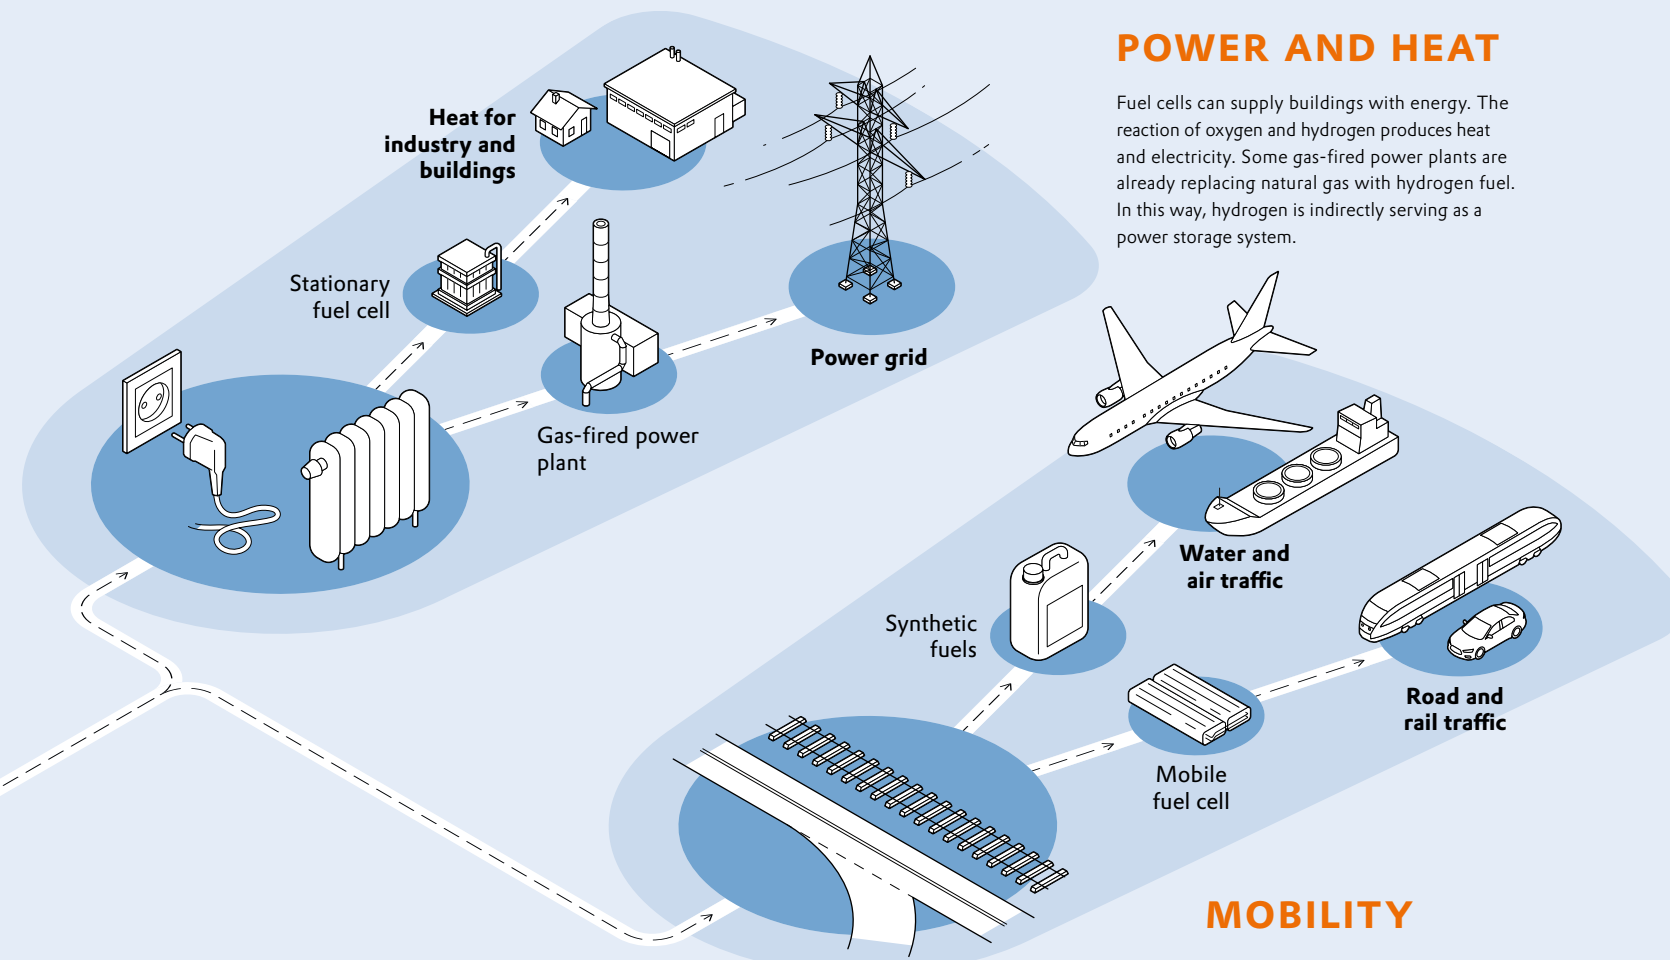 POWER AND HEAT
Fuel cells can supply buildings with energy. The
reaction of oxygen and hydrogen produces heat
and electricity. Some gas-fired power plants are
already replacing natural gas with hydrogen fuel.
In this way, hydrogen is indirectly serving as a
power storage system.
Heat for
industry and
buildings
Stationary
fuel cell
Power grid
Gas-fired power
plant
Water and
air traffic
Synthetic
fuels
Road and
rail traffic
Mobile
fuel cell
MOBILITY